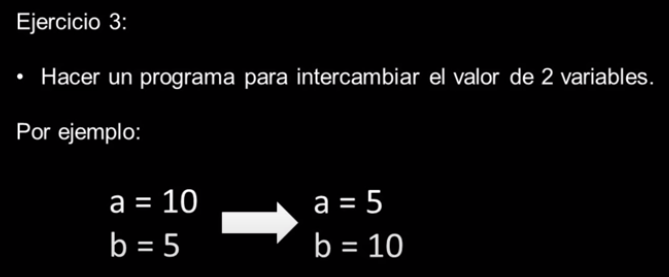 Ejercicio 3:
• Hacer un programa para intercambiar el valor de 2 variables.
Por ejemplo:
a = 10 a = 5
b = 5 b = 10